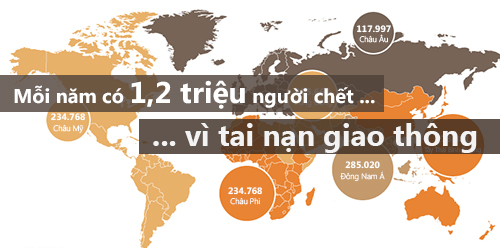 117.997
Châu Âu
Mỗi năm có 1,2 triệu người chết ...
234.768
Châu Mỹ
... vì tai nạn giao thông
285.020
Đông Nam Á
234.768
Châu Phi